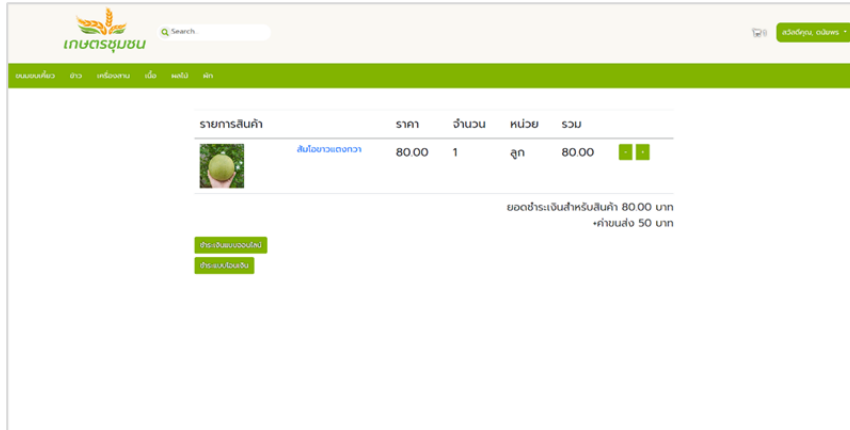 เกษตรชุมชน
Search
สวัสดีคุณ, อนัยพร
ขนมขบเคี้ยว ข้าว เครื่องสาน เนื้อ ผลไม้ ผัก
รายการสินค้า ราคา จำนวน หน่วย รวม
ส้มโอขาวแตงกวา 80.00 1 ลูก 80.00
ยอดชำระเงินสำหรับสินค้า 80.00 บาท
+ค่าขนส่ง 50 บาท
ชำระเงินแบบออนไลน์
ชำระแบบโอนเงิน